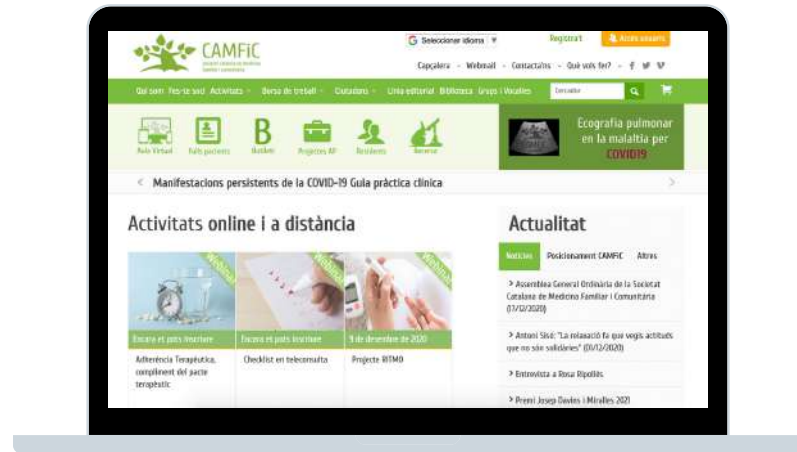 CAMFiC
Seleccionar idioma ▼
Registra't
Accés usuaris
Capçalera - Webmail - Contacta'ns - Què vols fer? -
Qui som Fes-te soci Activitats Borsa de treball Ciutadans Línia editorial Biblioteca Grups i Vocalies
Cercador
Aula Virtual
Fulls pacients
Butlletí
Projectes AP
Residents
Recerca
Ecografia pulmonar
en la malaltia per
COVID19
< Manifestacions persistents de la COVID-19 Guia pràctica clínica >
Activitats online i a distància
Webinar
Webinar
Webinar
Encara et pots inscriure
Encara et pots inscriure
9 de desembre de 2020
Adherència Terapèutica,
compliment del pacte
terapèutic
Checklist en teleconsulta
Projecte RITMO
Actualitat
Notícies
Posicionament CAMFiC
Altres
> Assemblea General Ordinària de la Societat
Catalana de Medicina Familiar i Comunitària
(17/12/2020)
> Antoni Sisó: "La relaxació fa que vegis actituds
que no són solidàries" (01/12/2020)
> Entrevista a Rosa Ripollès
> Premi Josep Davins i Miralles 2021